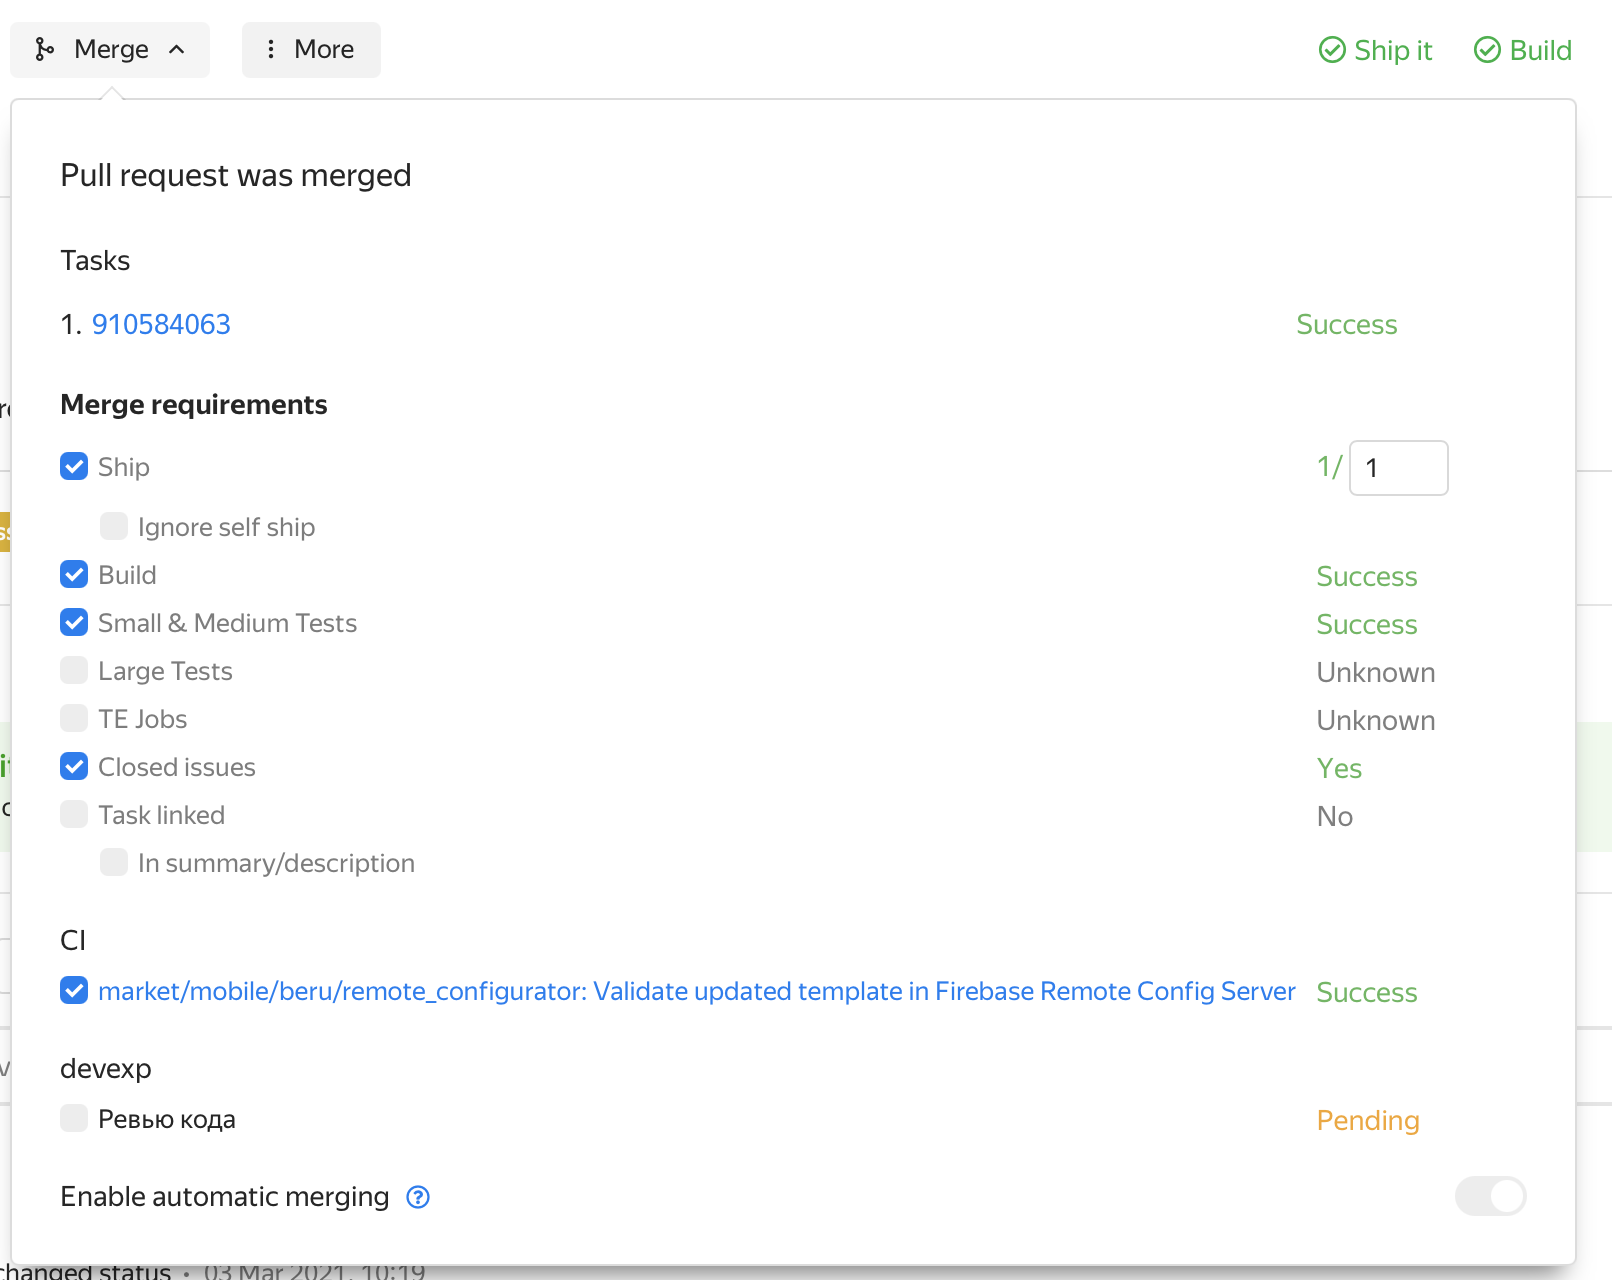 Merge
More
Ship it
Build
Pull request was merged
Tasks
1. 910584063 Success
Merge requirements
Ship 1/ 1
Ignore self ship
Build Success
Small & Medium Tests Success
Large Tests Unknown
TE Jobs Unknown
Closed issues Yes
Task linked No
In summary/description
CI
market/mobile/beru/remote_configurator: Validate updated template in Firebase Remote Config Server Success
devexp
Ревью кода Pending
Enable automatic merging ?
changed status • 03 Mar 2021, 10:19